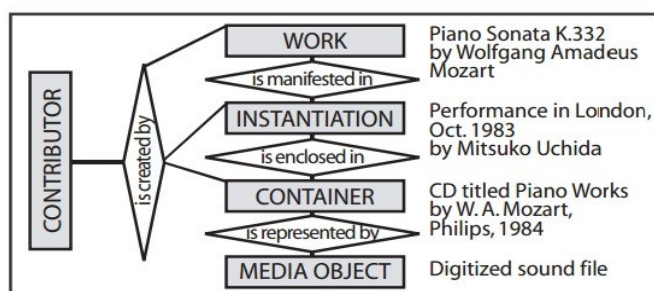 CONTRIBUTOR
is created by
WORK
is manifested in
INSTANTIATION
is enclosed in
CONTAINER
is represented by
MEDIA OBJECT
Piano Sonata K.332
by Wolfgang Amadeus
Mozart
Performance in London,
Oct. 1983
by Mitsuko Uchida
CD titled Piano Works
by W. A. Mozart,
Philips, 1984
Digitized sound file